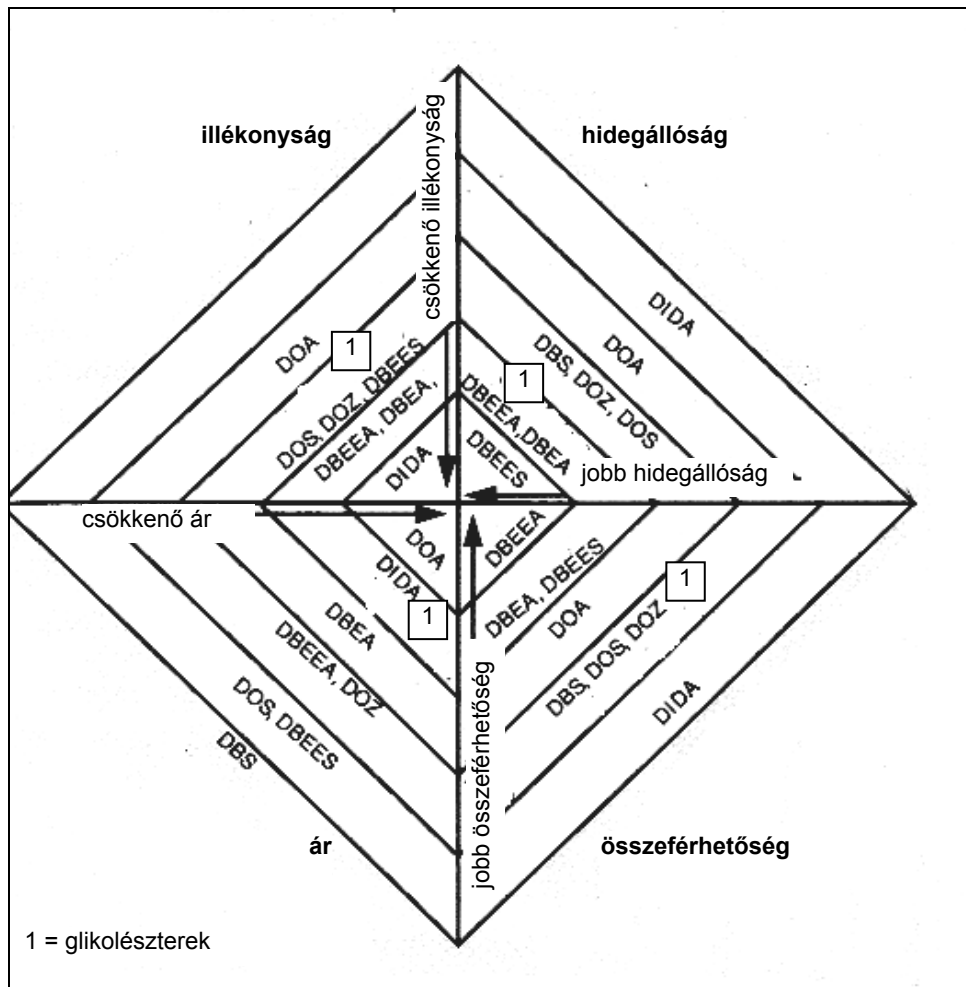 illékonyság
hidegállóság
csökkenő illékonyság
DIDA
DOA
DBS, DOZ, DOS
1
DBEEA, DBEA
DBEES
jobb hidegállóság
DOA
1
DOS, DOZ, DBEES
DBEEA, DBEA,
DIDA
csökkenő ár
DOA
DIDA
1
DBEA
DBEEA, DOZ
DOS, DBEES
DBS
ár
DBEEA
DBEA, DBEES
DOA
1
DBS, DOS, DOZ
DIDA
jobb összeférhetőség
összeférhetőség
1 = glikolészterek